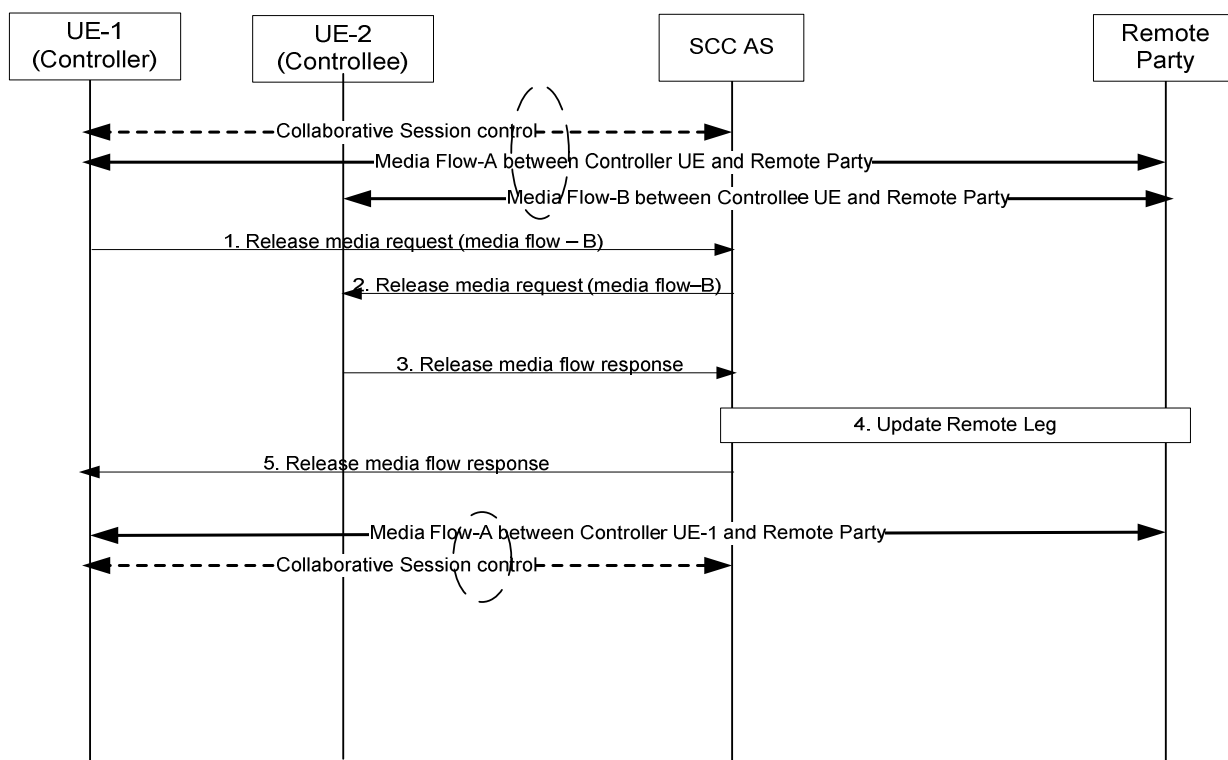 UE-1
(Controller)
UE-2
(Controllee)
SCC AS
Remote
Party
Collaborative Session control
Media Flow-A between Controller UE and Remote Party
Media Flow-B between Controllee UE and Remote Party
1. Release media request (media flow – B)
2. Release media request (media flow–B)
3. Release media flow response
4. Update Remote Leg
5. Release media flow response
Media Flow-A between Controller UE-1 and Remote Party
Collaborative Session control